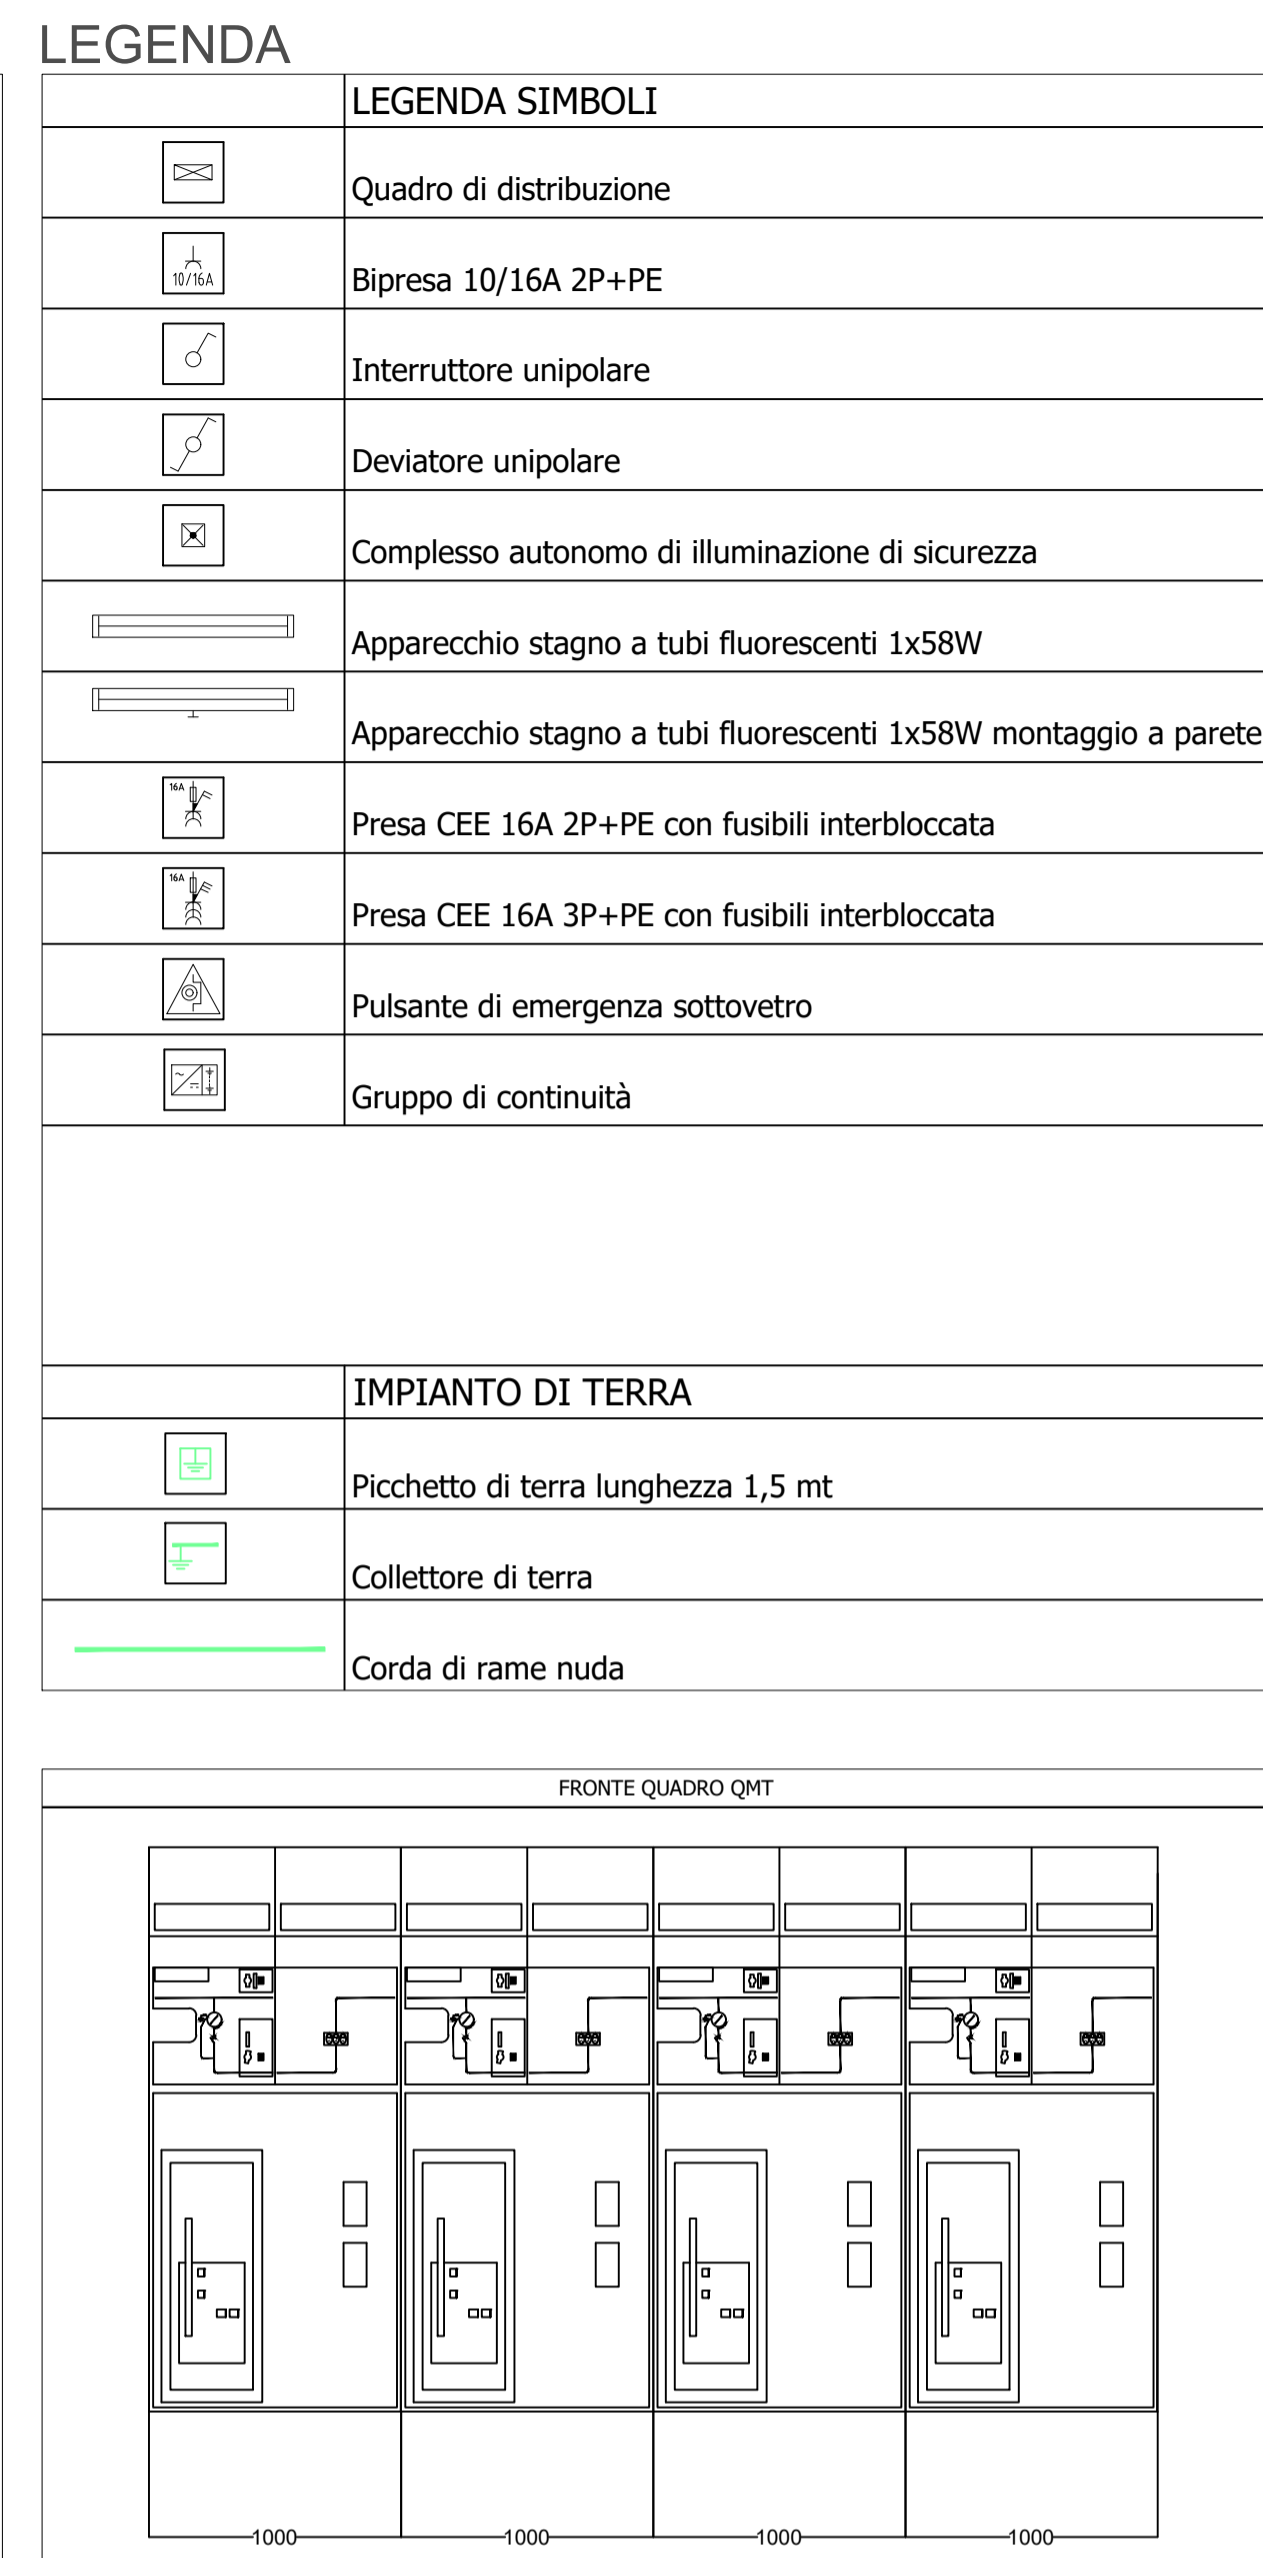 LEGENDA
LEGENDA SIMBOLI
Quadro di distribuzione
10/16A
Bipresa 10/16A 2P+PE
Interruttore unipolare
Deviatore unipolare
Complesso autonomo di illuminazione di sicurezza
Apparecchio stagno a tubi fluorescenti 1x58W
Apparecchio stagno a tubi fluorescenti 1x58W montaggio a parete
16A
Presa CEE 16A 2P+PE con fusibili interbloccata
16A
Presa CEE 16A 3P+PE con fusibili interbloccata
Pulsante di emergenza sottovetro
Gruppo di continuità
IMPIANTO DI TERRA
Picchetto di terra lunghezza 1,5 mt
Collettore di terra
Corda di rame nuda
FRONTE QUADRO QMT
1000 1000 1000 1000